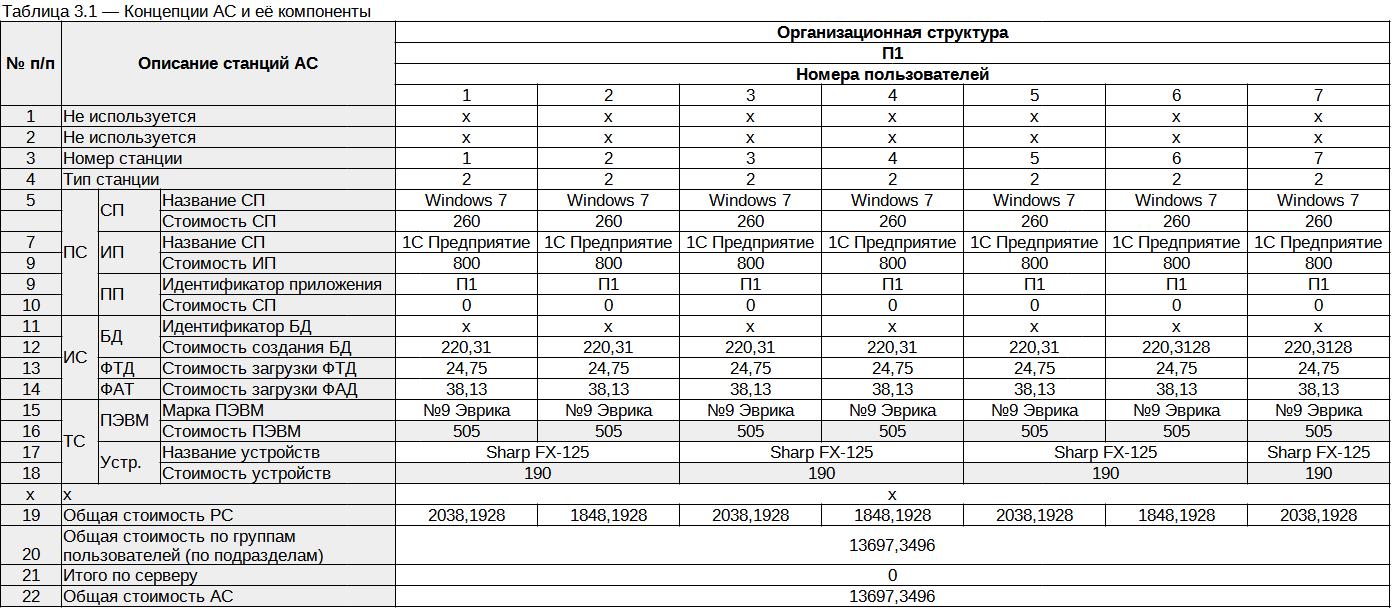 Таблица 3.1 — Концепции АС и её компоненты
№ п/п Описание станций АС Организационная структура
П1
Номера пользователей
1 2 3 4 5 6 7
1 Не используется x x x x x x x
2 Не используется x x x x x x x
3 Номер станции 1 2 3 4 5 6 7
4 Тип станции 2 2 2 2 2 2 2
5 ПС СП Название СП Windows 7 Windows 7 Windows 7 Windows 7 Windows 7 Windows 7 Windows 7
Стоимость СП 260 260 260 260 260 260 260
7 ИП Название СП 1С Предприятие 1С Предприятие 1С Предприятие 1С Предприятие 1С Предприятие 1С Предприятие 1С Предприятие
9 Стоимость ИП 800 800 800 800 800 800 800
9 ПП Идентификатор приложения П1 П1 П1 П1 П1 П1 П1
10 Стоимость СП 0 0 0 0 0 0 0
11 ИС БД Идентификатор БД x x x x x x x
12 Стоимость создания БД 220,31 220,31 220,31 220,31 220,31 220,3128 220,3128
13 ФТД Стоимость загрузки ФТД 24,75 24,75 24,75 24,75 24,75 24,75 24,75
14 ФАТ Стоимость загрузки ФАД 38,13 38,13 38,13 38,13 38,13 38,13 38,13
15 ТС ПЭВМ Марка ПЭВМ №9 Эврика №9 Эврика №9 Эврика №9 Эврика №9 Эврика №9 Эврика №9 Эврика
16 Стоимость ПЭВМ 505 505 505 505 505 505 505
17 Устр. Название устройств Sharp FX-125 Sharp FX-125 Sharp FX-125 Sharp FX-125
18 Стоимость устройств 190 190 190 190
x x x
19 Общая стоимость РС 2038,1928 1848,1928 2038,1928 1848,1928 2038,1928 1848,1928 2038,1928
20 Общая стоимость по группам
пользователей (по подразделам) 13697,3496
21 Итого по серверу 0
22 Общая стоимость АС 13697,3496